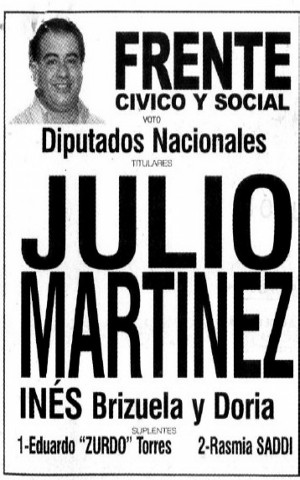 FRENTE
CIVICO Y SOCIAL
VOTO
Diputados Nacionales
TITULARES
JULIO
MARTINEZ
INÉS Brizuela y Doria
SUPLENTES
1-Eduardo "ZURDO" Torres 2-Rasmia SADDI